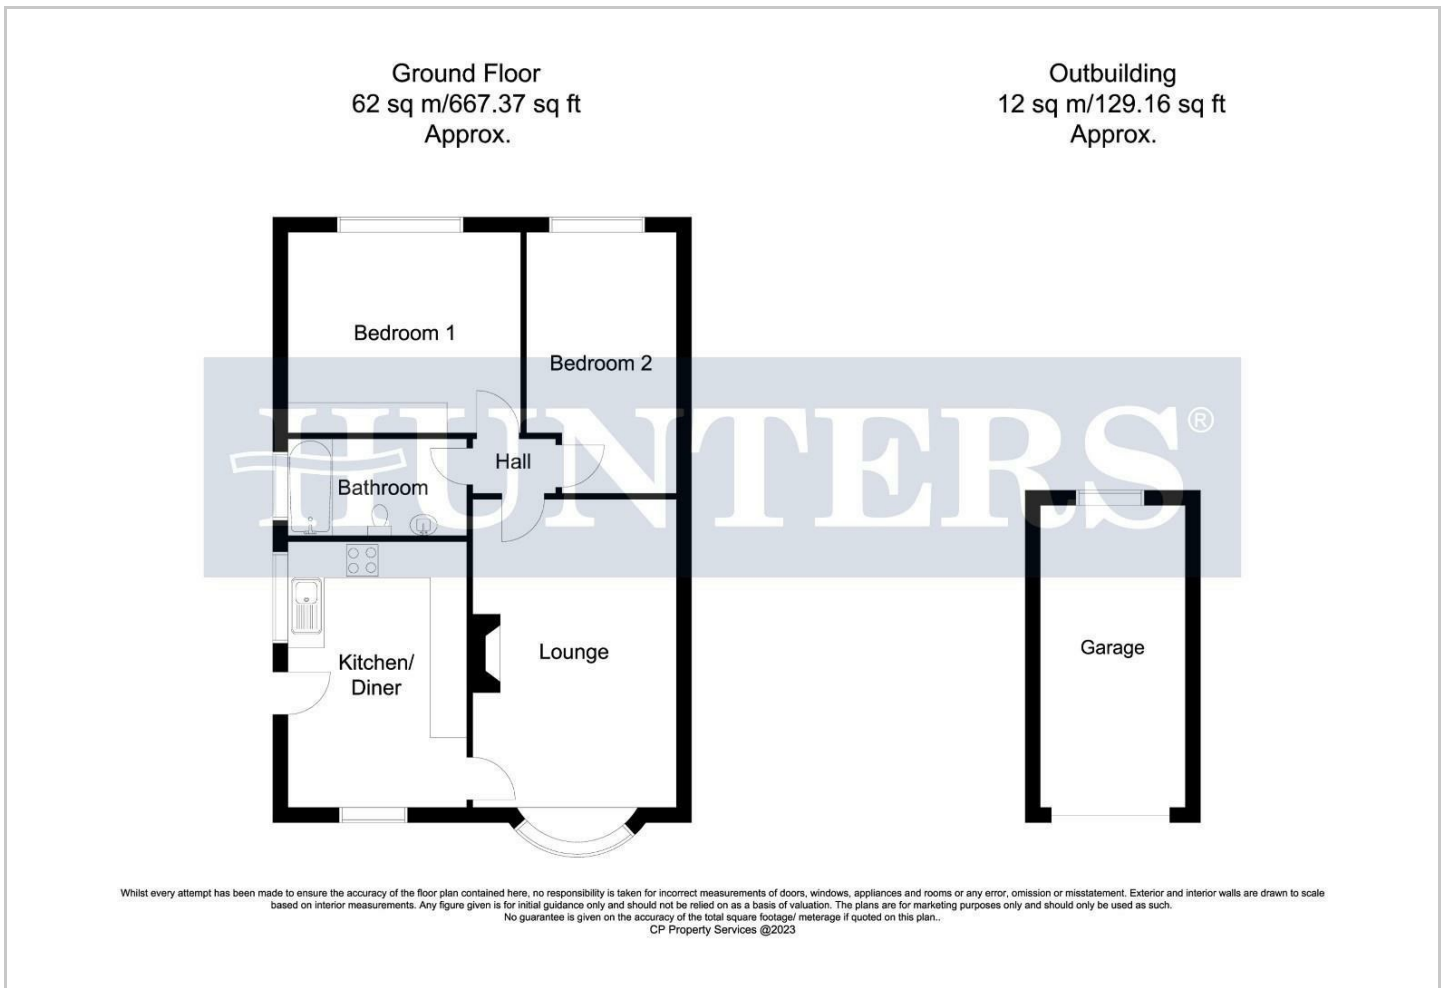 Ground Floor
62 sq m/667.37 sq ft
Approx.
Outbuilding
12 sq m/129.16 sq ft
Approx.
Bedroom 1
Bedroom 2
HUNTERS®
Hall
Bathroom
Kitchen/
Diner
Lounge
Garage
Whilst every attempt has been made to ensure the accuracy of the floor plan contained here, no responsibility is taken for incorrect measurements of doors, windows, appliances and rooms or any error, omission or misstatement. Exterior and interior walls are drawn to scale
based on interior measurements. Any figure given is for initial guidance only and should not be relied on as a basis of valuation. The plans are for marketing purposes only and should only be used as such.
No guarantee is given on the accuracy of the total square footage/ meterage if quoted on this plan..
CP Property Services @2023